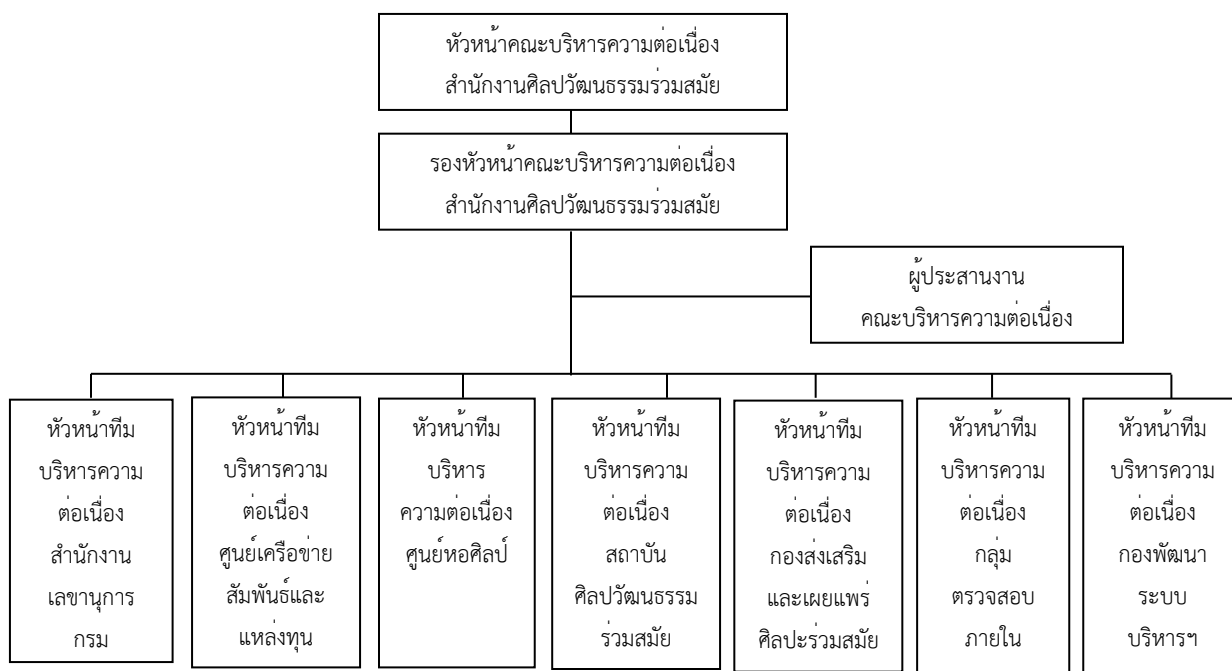 หัวหน้าคณะบริหารความต่อเนื่อง
สำนักงานศิลปวัฒนธรรมร่วมสมัย
รองหัวหน้าคณะบริหารความต่อเนื่อง
สำนักงานศิลปวัฒนธรรมร่วมสมัย
ผู้ประสานงาน
คณะบริหารความต่อเนื่อง
หัวหน้าทีม
บริหารความ
ต่อเนื่อง
สำนักงาน
เลขานุการ
กรม
หัวหน้าทีม
บริหารความ
ต่อเนื่อง
ศูนย์เครือข่าย
สัมพันธ์และ
แหล่งทุน
หัวหน้าทีม
บริหาร
ความต่อเนื่อง
ศูนย์หอศิลป์
หัวหน้าทีม
บริหารความ
ต่อเนื่อง
สถาบัน
ศิลปวัฒนธรรม
ร่วมสมัย
หัวหน้าทีม
บริหารความ
ต่อเนื่อง
กองส่งเสริม
และเผยแพร่
ศิลปะร่วมสมัย
หัวหน้าทีม
บริหารความ
ต่อเนื่อง
กลุ่ม
ตรวจสอบ
ภายใน
หัวหน้าทีม
บริหารความ
ต่อเนื่อง
กองพัฒนา
ระบบ
บริหารฯ